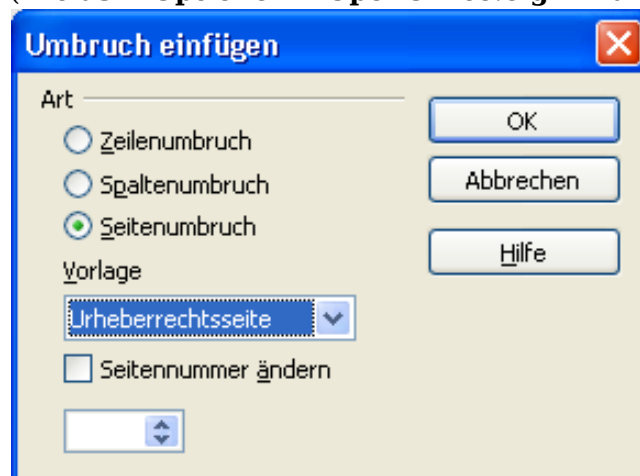 Umbruch einfügen
Art
OK
Zeilenumbruch
Spaltenumbruch
Abbrechen
Seitenumbruch
Hilfe
Vorlage
Urheberrechtsseite
Seitennummer ändern